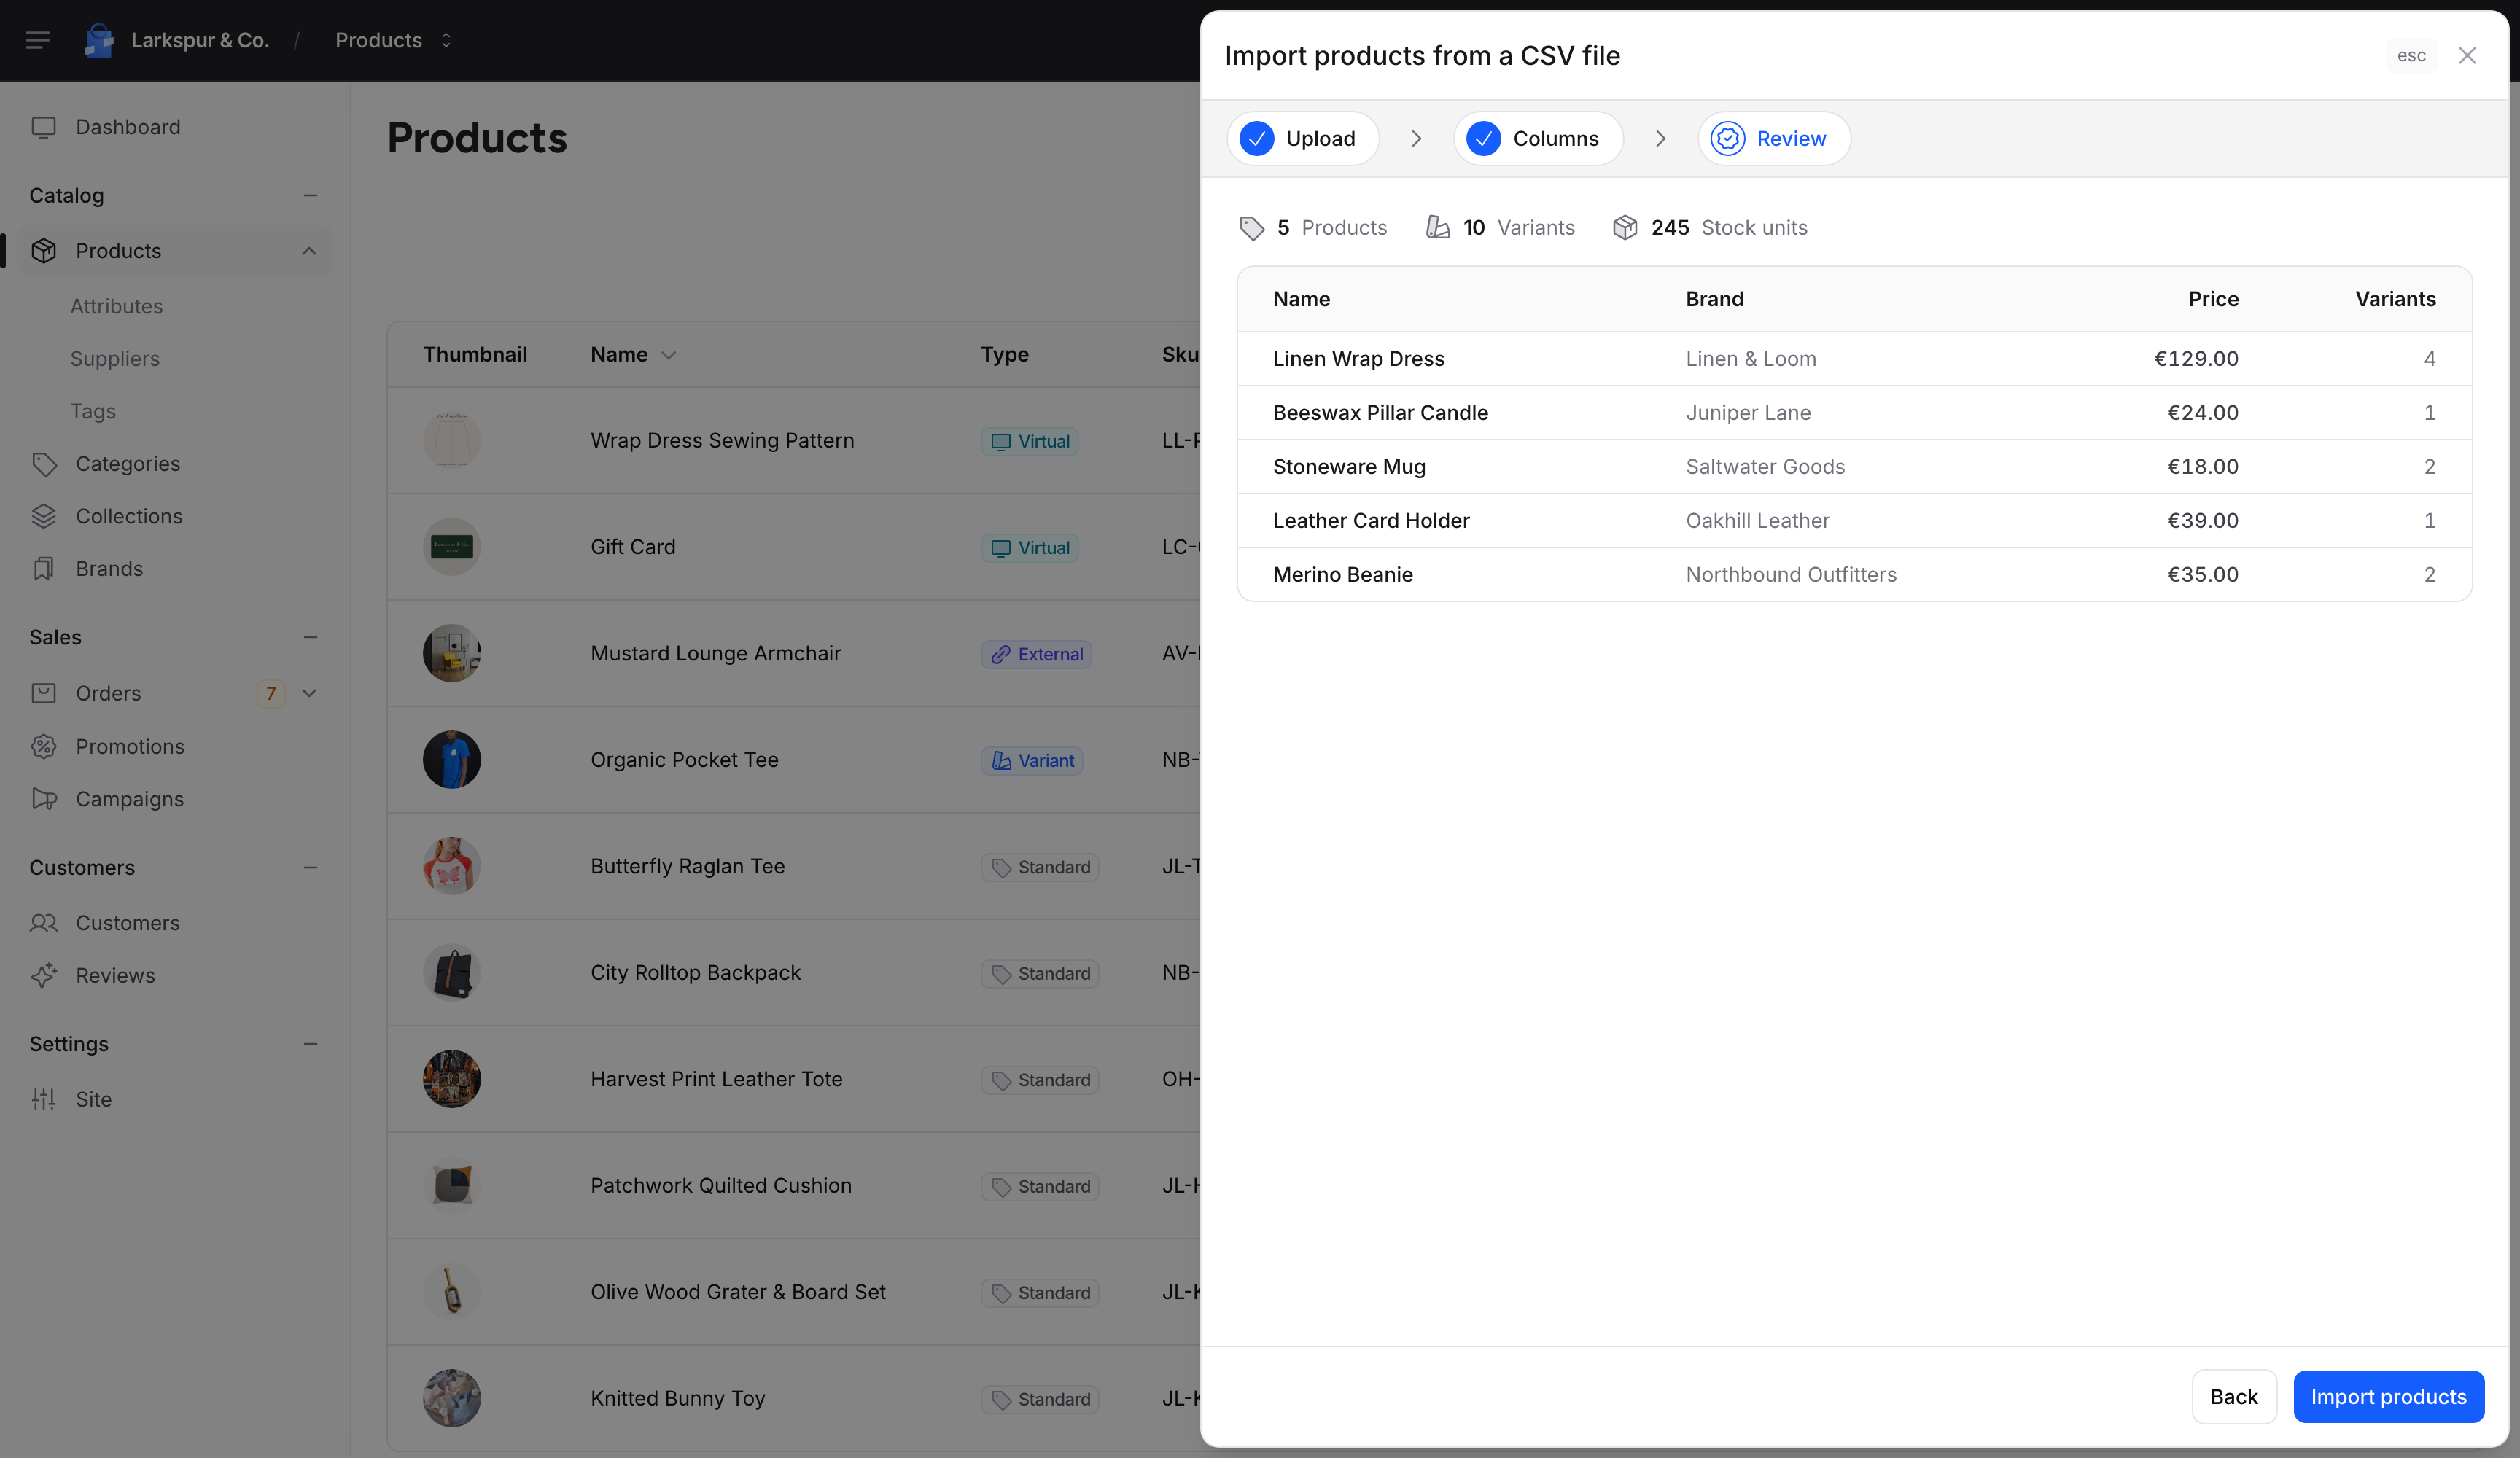 Larkspur & Co. / Products
Dashboard
Catalog
Products
Attributes
Suppliers
Tags
Categories
Collections
Brands
Sales
Orders 7
Promotions
Campaigns
Customers
Customers
Reviews
Settings
Site
Products
Thumbnail Name Type Sku
Wrap Dress Sewing Pattern Virtual
Gift Card Virtual
Mustard Lounge Armchair External
Organic Pocket Tee Variant
Butterfly Raglan Tee Standard
City Rolltop Backpack Standard
Harvest Print Leather Tote Standard
Patchwork Quilted Cushion Standard
Olive Wood Grater & Board Set Standard
Knitted Bunny Toy Standard
Import products from a CSV file esc
Upload Columns Review
5 Products 10 Variants 245 Stock units
Name Brand Price Variants
Linen Wrap Dress Linen & Loom €129.00 4
Beeswax Pillar Candle Juniper Lane €24.00 1
Stoneware Mug Saltwater Goods €18.00 2
Leather Card Holder Oakhill Leather €39.00 1
Merino Beanie Northbound Outfitters €35.00 2
Back Import products